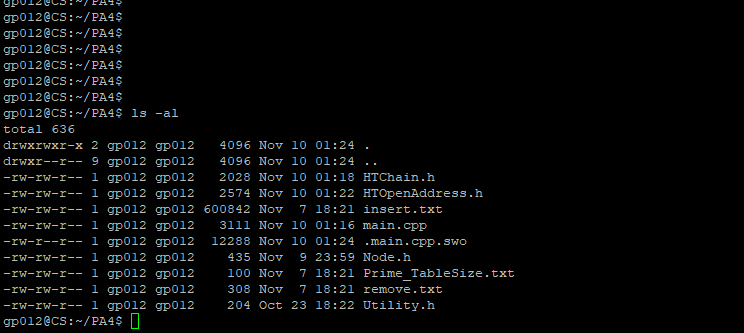 gp012@CS:~/PA4$
gp012@CS:~/PA4$
gp012@CS:~/PA4$
gp012@CS:~/PA4$
gp012@CS:~/PA4$
gp012@CS:~/PA4$
gp012@CS:~/PA4$
gp012@CS:~/PA4$ ls -al
total 636
drwxrwxr-x 2 gp012 gp012   4096 Nov 10 01:24 .
drwxr--r-- 9 gp012 gp012   4096 Nov 10 01:24 ..
-rw-rw-r-- 1 gp012 gp012   2028 Nov 10 01:18 HTChain.h
-rw-rw-r-- 1 gp012 gp012   2574 Nov 10 01:22 HTOpenAddress.h
-rw-rw-r-- 1 gp012 gp012 600842 Nov  7 18:21 insert.txt
-rw-rw-r-- 1 gp012 gp012   3111 Nov 10 01:16 main.cpp
-rw-r--r-- 1 gp012 gp012  12288 Nov 10 01:24 .main.cpp.swo
-rw-rw-r-- 1 gp012 gp012    435 Nov  9 23:59 Node.h
-rw-rw-r-- 1 gp012 gp012    100 Nov  7 18:21 Prime_TableSize.txt
-rw-rw-r-- 1 gp012 gp012    308 Nov  7 18:21 remove.txt
-rw-rw-r-- 1 gp012 gp012    204 Oct 23 18:22 Utility.h
gp012@CS:~/PA4$